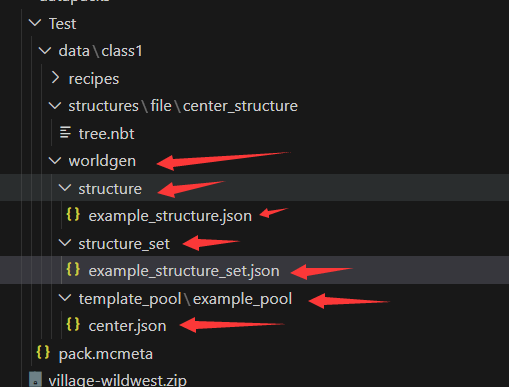 datapacks
Test
data\class1
recipes
structures\file\center_structure
tree.nbt
worldgen
structure
{} example_structure.json
structure_set
{} example_structure_set.json
template_pool\example_pool
{} center.json
{} pack.mcmeta
village-wildwest.zip